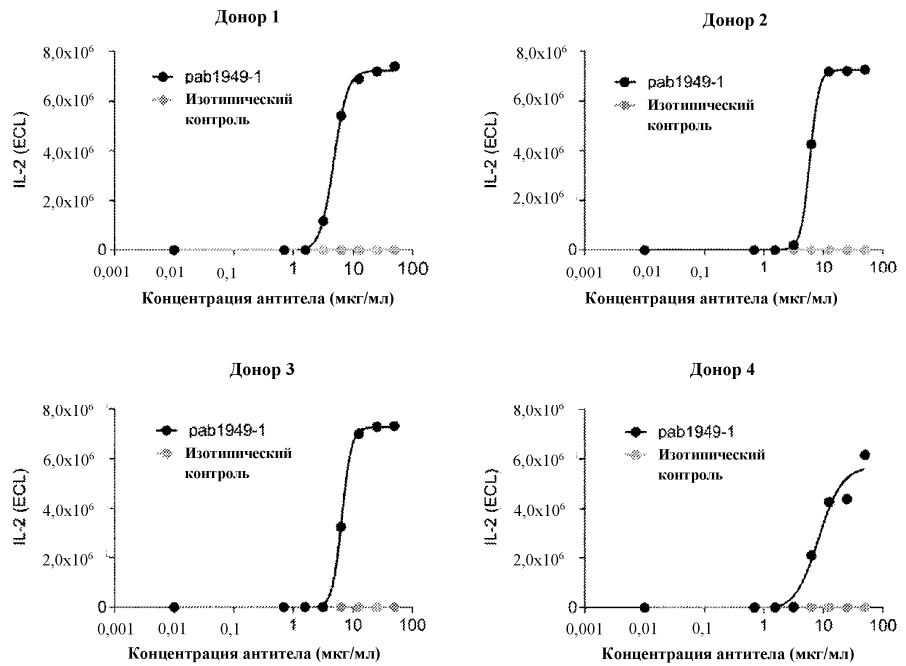 Донор 1
IL-2 (ECL)
8,0x10⁶
6,0x10⁶
4,0x10⁶
2,0x10⁶
0
pab1949-1
Изотипический
контроль
0,001 0,01 0,1 1 10 100
Концентрация антитела (мкг/мл)
Донор 2
IL-2 (ECL)
8,0x10⁶
6,0x10⁶
4,0x10⁶
2,0x10⁶
0
pab1949-1
Изотипический
контроль
0,001 0,01 0,1 1 10 100
Концентрация антитела (мкг/мл)
Донор 3
IL-2 (ECL)
8,0x10⁶
6,0x10⁶
4,0x10⁶
2,0x10⁶
0
pab1949-1
Изотипический
контроль
0,001 0,01 0,1 1 10 100
Концентрация антитела (мкг/мл)
Донор 4
IL-2 (ECL)
8,0x10⁶
6,0x10⁶
4,0x10⁶
2,0x10⁶
0
pab1949-1
Изотипический
контроль
0,001 0,01 0,1 1 10 100
Концентрация антитела (мкг/мл)